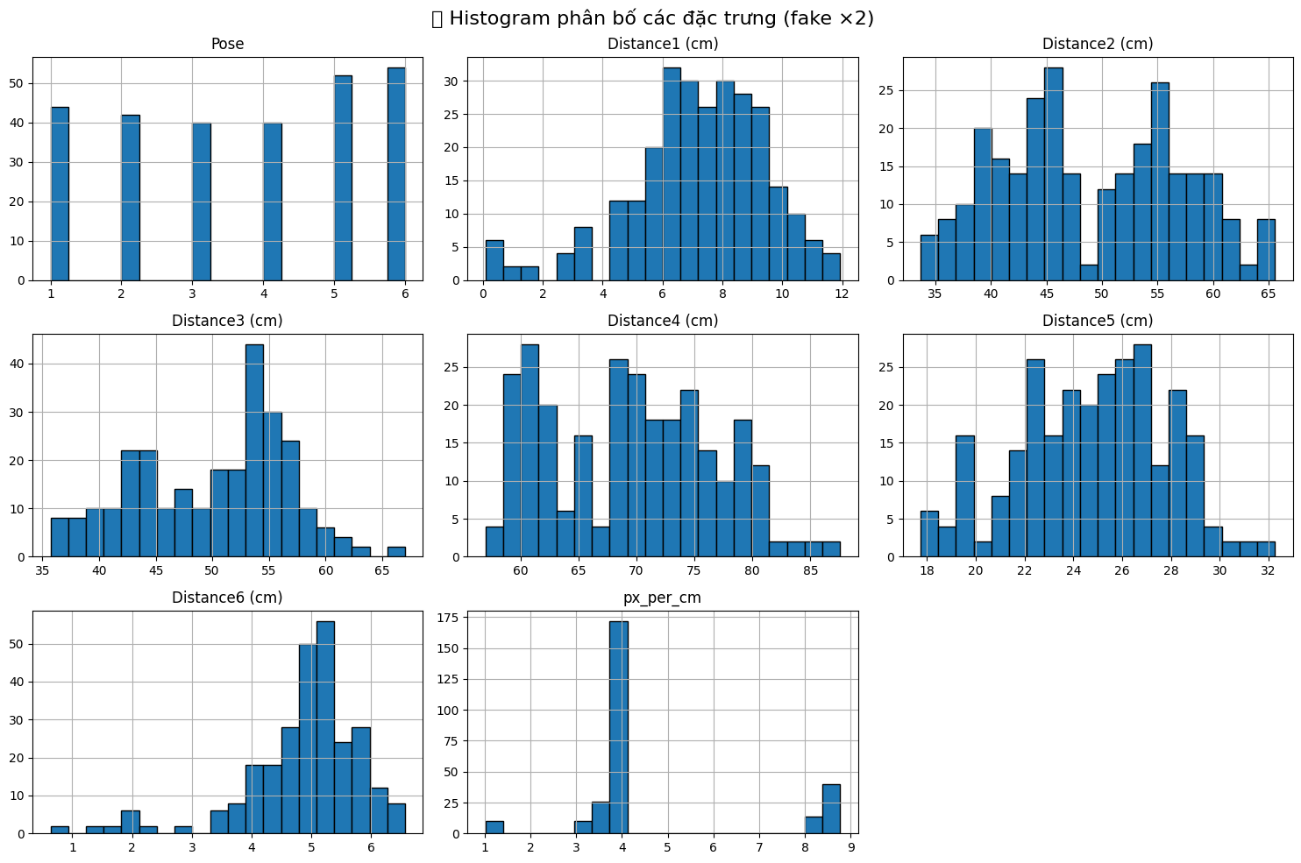 ▯ Histogram phân bố các đặc trưng (fake ×2)
Pose
Distance1 (cm)
Distance2 (cm)
50
40
30
20
10
0
1 2 3 4 5 6
30
25
20
15
10
5
0
0 2 4 6 8 10 12
25
20
15
10
5
0
35 40 45 50 55 60 65
Distance3 (cm)
Distance4 (cm)
Distance5 (cm)
40
30
20
10
0
35 40 45 50 55 60 65
25
20
15
10
5
0
60 65 70 75 80 85
25
20
15
10
5
0
18 20 22 24 26 28 30 32
Distance6 (cm)
px_per_cm
50
40
30
20
10
0
1 2 3 4 5 6
175
150
125
100
75
50
25
0
1 2 3 4 5 6 7 8 9